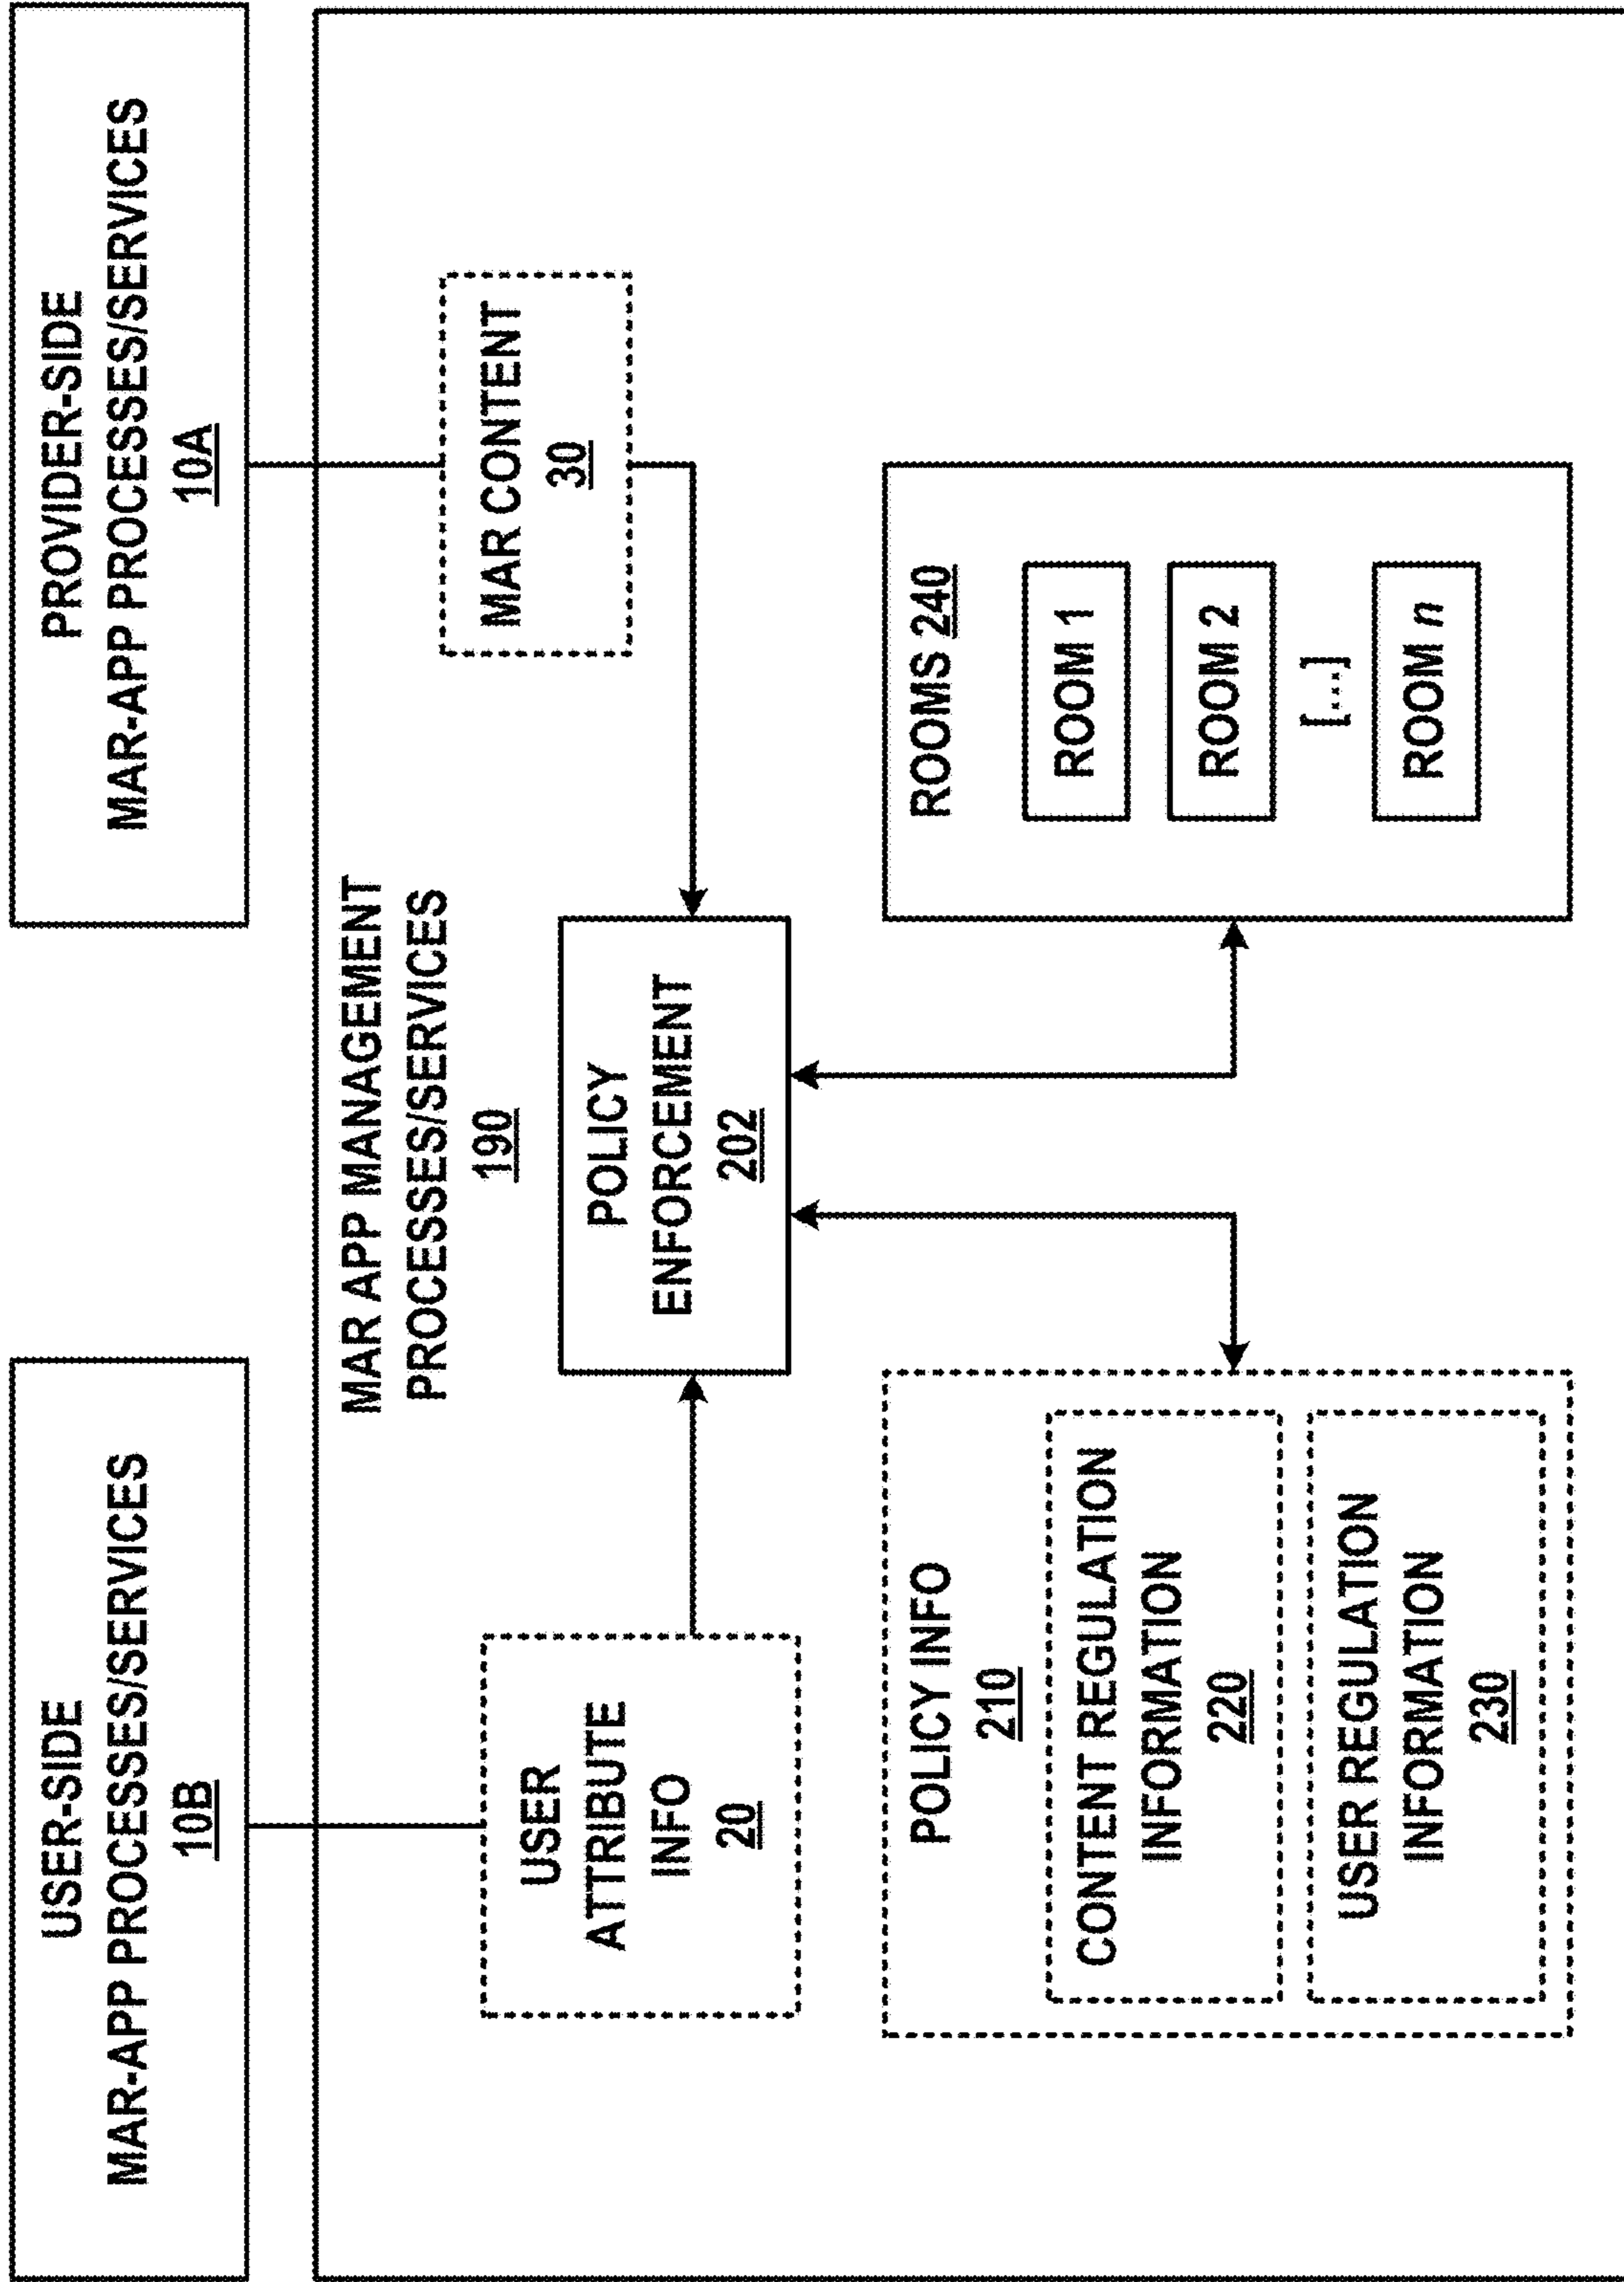 USER-SIDE
MAR-APP PROCESSES/SERVICES
10B
PROVIDER-SIDE
MAR-APP PROCESSES/SERVICES
10A
MAR APP MANAGEMENT
PROCESSES/SERVICES
190
USER
ATTRIBUTE
INFO
20
POLICY
ENFORCEMENT
202
MAR CONTENT
30
POLICY INFO
210
CONTENT REGULATION
INFORMATION
220
USER REGULATION
INFORMATION
230
ROOMS 240
ROOM 1
ROOM 2
[...]
ROOM n